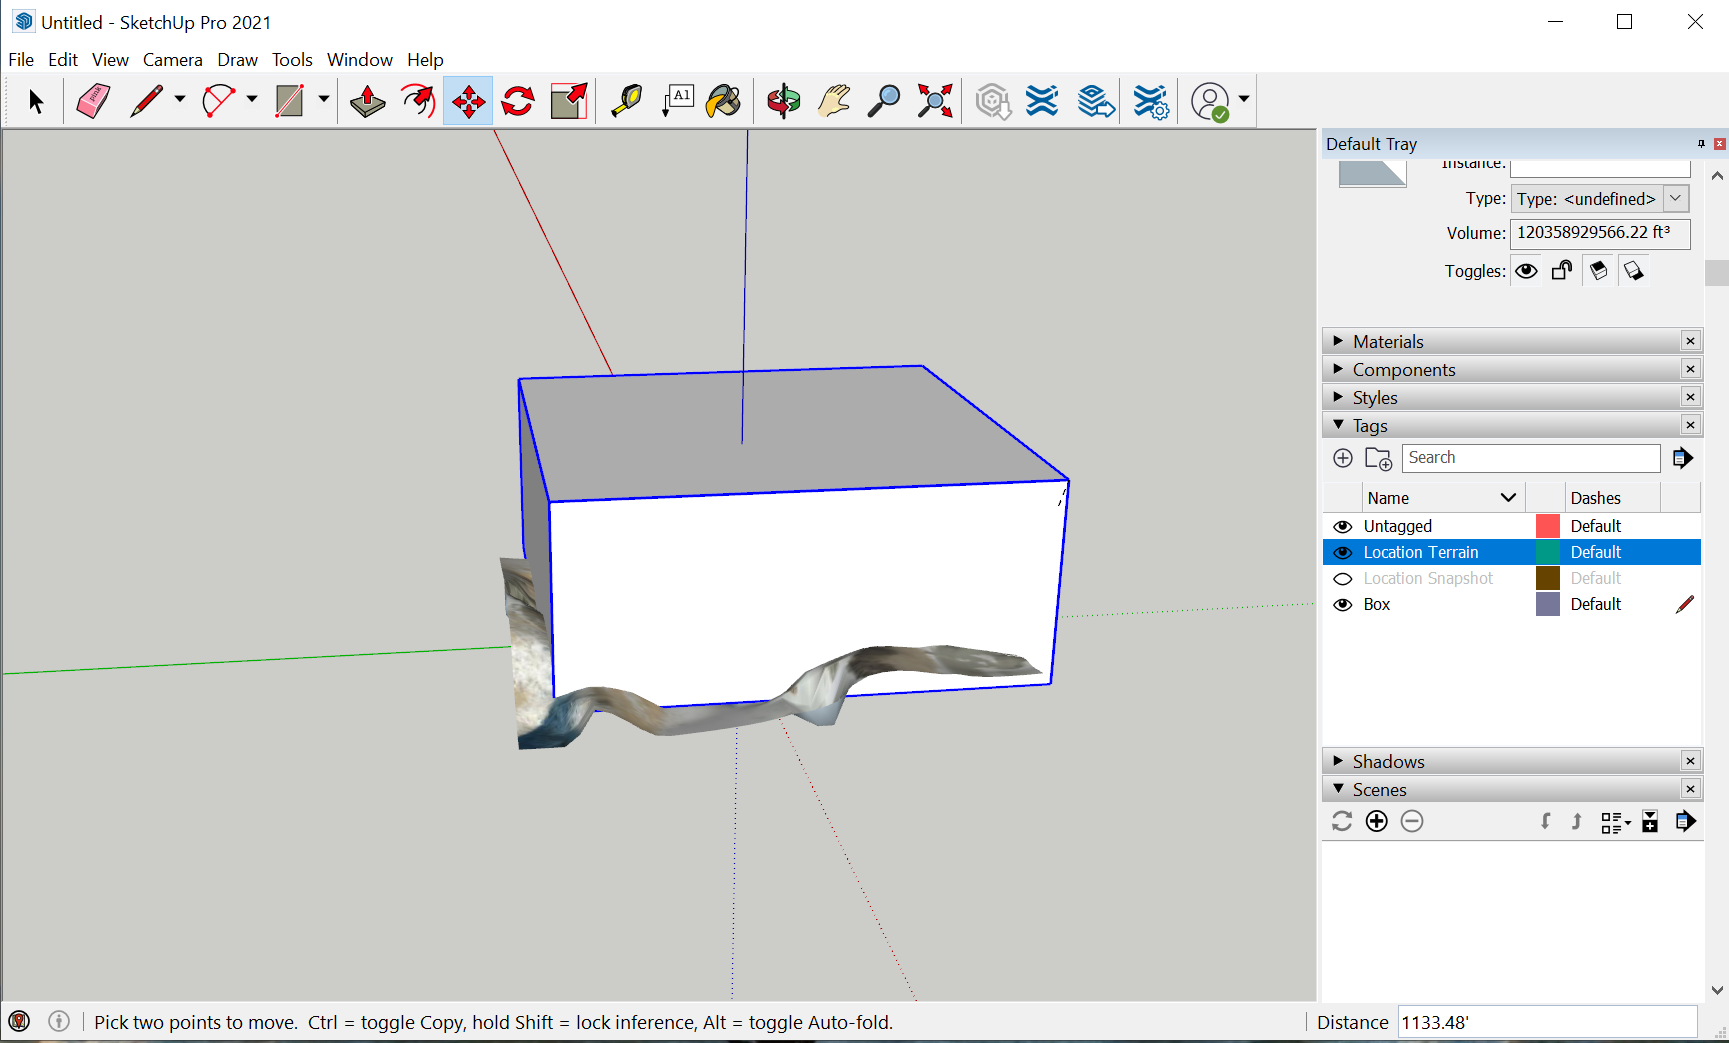 Untitled - SketchUp Pro 2021
File Edit View Camera Draw Tools Window Help
A1
Default Tray
Instance:
Type: Type: <undefined>
Volume: 120358929566.22 ft³
Toggles:
Materials
Components
Styles
Tags
Search
Name Dashes
Untagged Default
Location Terrain Default
Location Snapshot Default
Box Default
Shadows
Scenes
Pick two points to move. Ctrl = toggle Copy, hold Shift = lock inference, Alt = toggle Auto-fold.
Distance 1133.48'